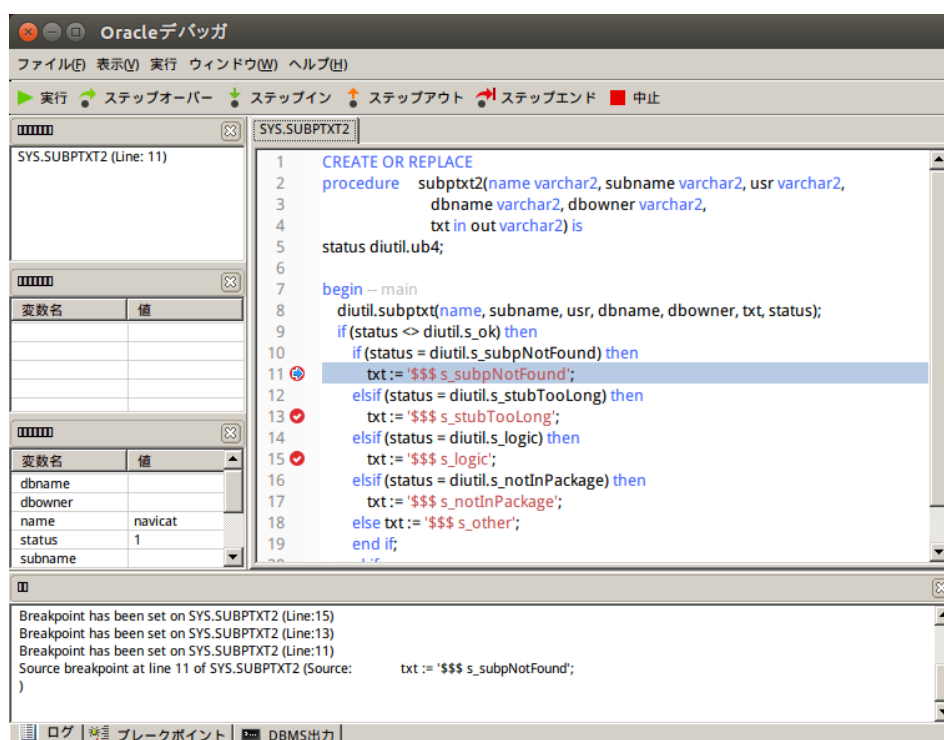 Oracleデバッガ
ファイル(F) 表示(V) 実行 ウィンドウ(W) ヘルプ(H)
実行 ステップオーバー ステップイン ステップアウト ステップエンド 中止
SYS.SUBPTXT2
SYS.SUBPTXT2 (Line: 11)
1 CREATE OR REPLACE
2 procedure subptxt2(name varchar2, subname varchar2, usr varchar2,
3 dbname varchar2, dbowner varchar2,
4 txt in out varchar2) is
5 status diutil.ub4;
6
7 begin -- main
8 diutil.subptxt(name, subname, usr, dbname, dbowner, txt, status);
9 if (status <> diutil.s_ok) then
10 if (status = diutil.s_subpNotFound) then
11 txt := '$$$ s_subpNotFound';
12 elsif (status = diutil.s_stubTooLong) then
13 txt := '$$$ s_stubTooLong';
14 elsif (status = diutil.s_logic) then
15 txt := '$$$ s_logic';
16 elsif (status = diutil.s_notInPackage) then
17 txt := '$$$ s_notInPackage';
18 else txt := '$$$ s_other';
19 end if;
変数名 値
変数名 値
dbname
dbowner
name navicat
status 1
subname
Breakpoint has been set on SYS.SUBPTXT2 (Line:15)
Breakpoint has been set on SYS.SUBPTXT2 (Line:13)
Breakpoint has been set on SYS.SUBPTXT2 (Line:11)
Source breakpoint at line 11 of SYS.SUBPTXT2 (Source: txt := '$$$ s_subpNotFound';
)
ログ ブレークポイント DBMS出力